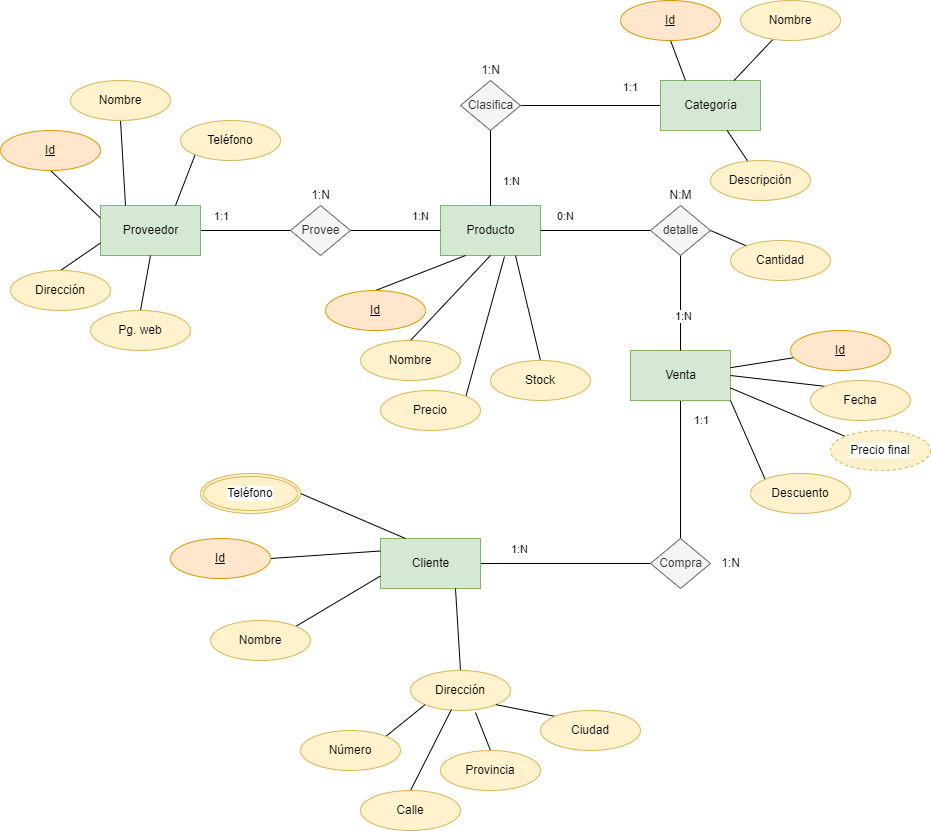 Id
Nombre
1:N
1:1
Clasifica
Categoría
Nombre
Teléfono
Id
Descripción
1:N
1:N
N:M
1:1
1:N
0:N
Proveedor
Provee
Producto
detalle
Cantidad
Dirección
Id
Pg. web
1:N
Nombre
Id
Stock
Venta
Precio
Fecha
1:1
Precio final
Teléfono
Descuento
1:N
Id
Cliente
Compra
1:N
Nombre
Dirección
Ciudad
Número
Provincia
Calle